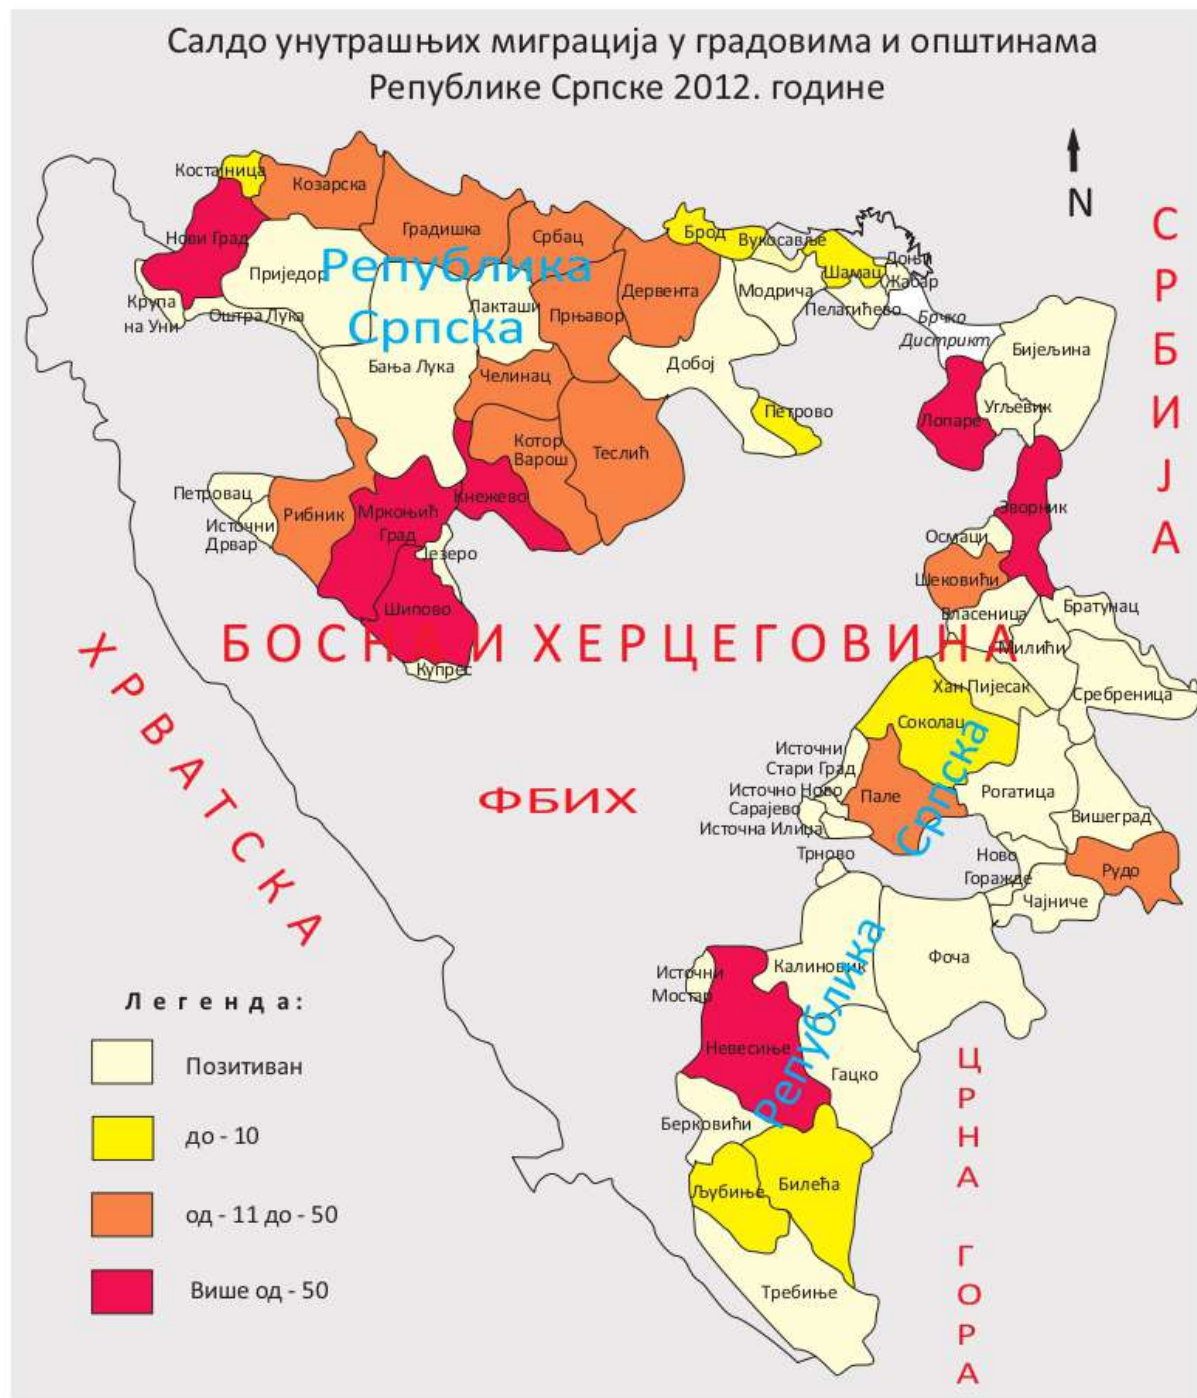 Салдо унутрашњих миграција у градовима и општинама
Републике Српске 2012. године
N
СРБИЈА
Костајница
Козарска
Градишка
Србац
Брод
Вукосавље
Шамац
Доњи
Жабар
Нови Град
Приједор
Република
Српска
Лакташи
Прњавор
Дервента
Модрича
Пелагићево
Брчко
Дистрикт
Крупа
на Уни
Оштра Лука
Бања Лука
Челинац
Добој
Бијељина
Угљевик
Лопаре
Петрово
Котор
Варош
Теслић
Кнежево
Петровац
Источни
Дрвар
Рибник
Мркоњић
Град
Језеро
Шипово
Купрес
Зворник
Осмаци
Шековићи
Власеница
Братунац
Милићи
БОСНА И ХЕРЦЕГОВИНА
Хан Пијесак
Сребреница
Соколац
Источни
Стари Град
Источно Ново
Сарајево
Источна Илиџа
Пале
Српска
Рогатица
Вишеград
ФБИХ
ХРВАТСКА
Трново
Ново
Горажде
Рудо
Чајниче
Калиновик
Фоча
Република
Источни
Мостар
Невесиње
Гацко
Берковићи
Љубиње
Билећа
Требиње
ЦРНА ГОРА
Легенда:
Позитиван
до - 10
од - 11 до - 50
Више од - 50